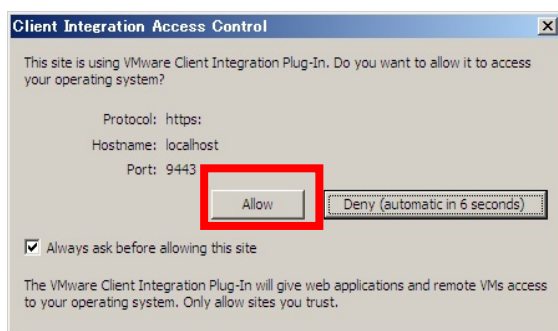 Client Integration Access Control
This site is using VMware Client Integration Plug-In. Do you want to allow it to access
your operating system?
Protocol: https:
Hostname: localhost
Port: 9443
Allow
Deny (automatic in 6 seconds)
Always ask before allowing this site
The VMware Client Integration Plug-In will give web applications and remote VMs access
to your operating system. Only allow sites you trust.